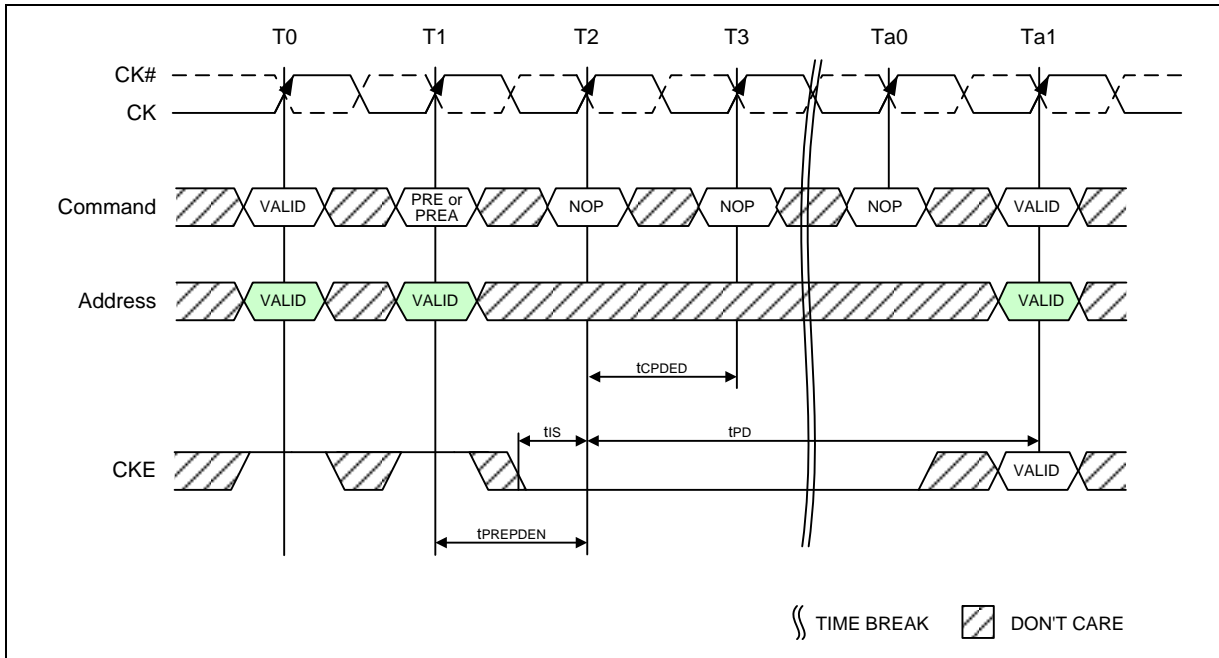 T0 T1 T2 T3 Ta0 Ta1
CK#
CK
Command VALID PRE or PREA NOP NOP NOP VALID
Address VALID VALID VALID
tCPDED
tIS tPD
CKE VALID
tPREPDEN
TIME BREAK DON'T CARE